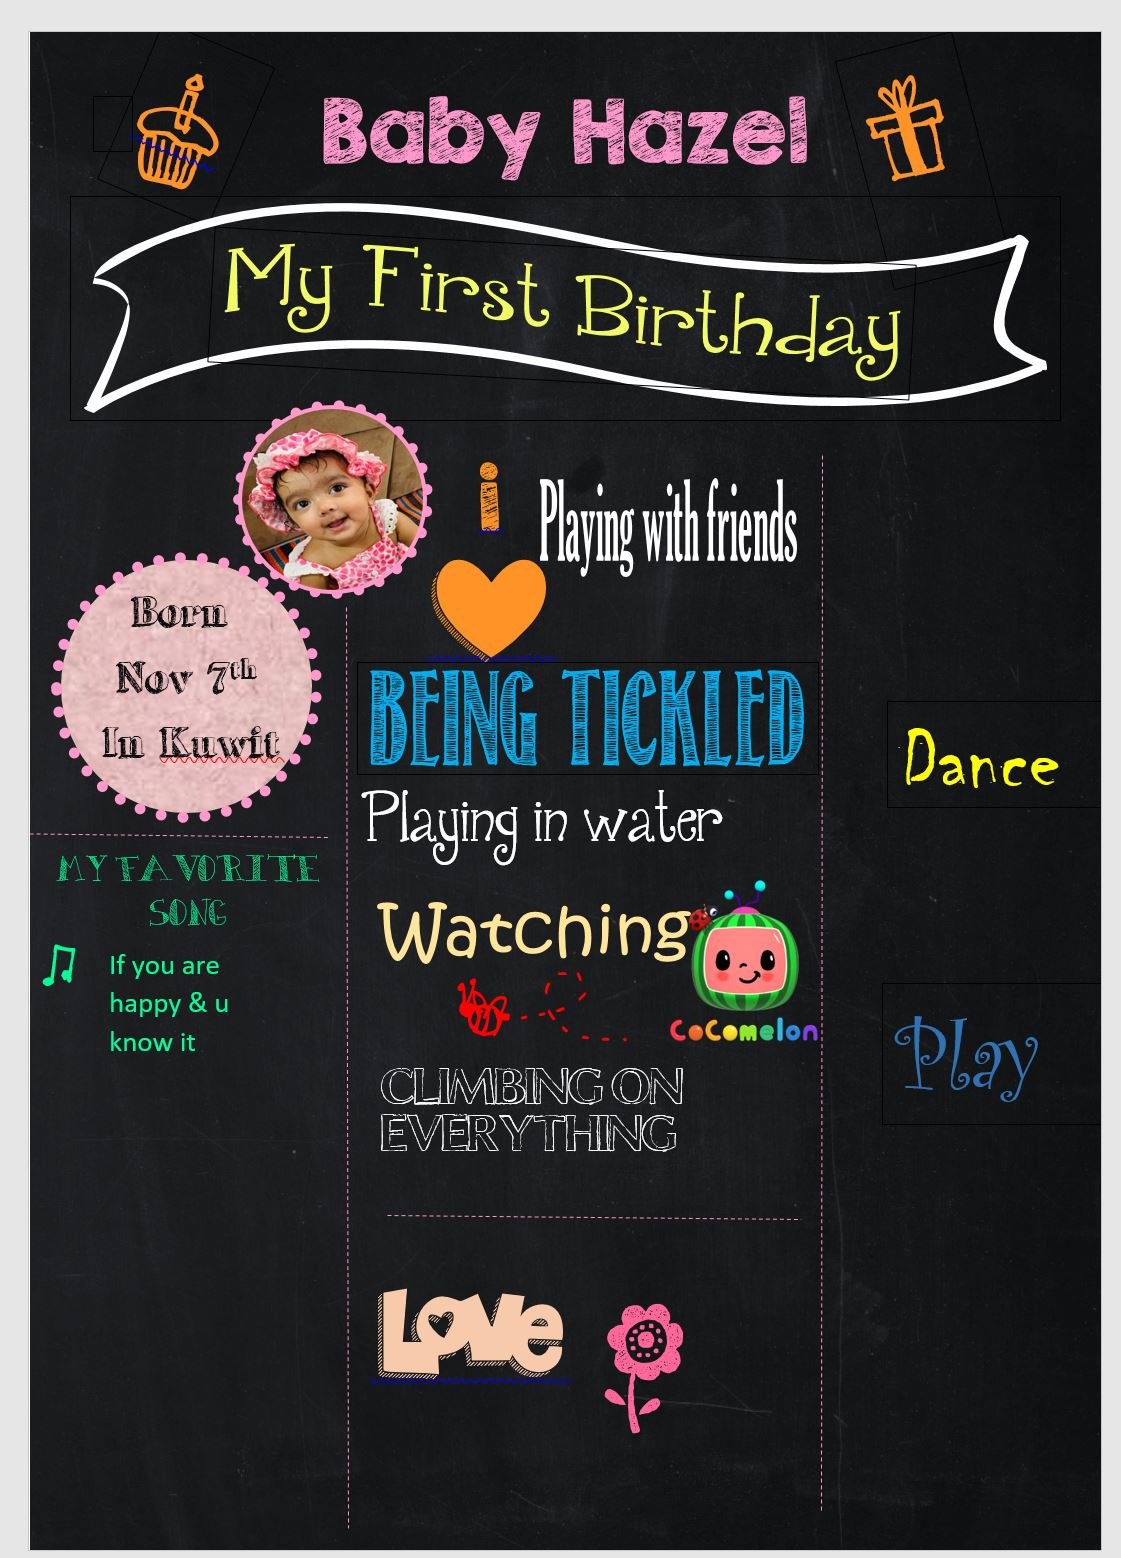 Baby Hazel
My First Birthday
i
Playing with friends
Born
Nov 7th
In Kuwit
BEING TICKLED
Dance
Playing in water
MY FAVORITE
SONG
Watching
If you are
happy & u
know it
CoComelon
Play
CLIMBING ON
EVERYTHING
Love